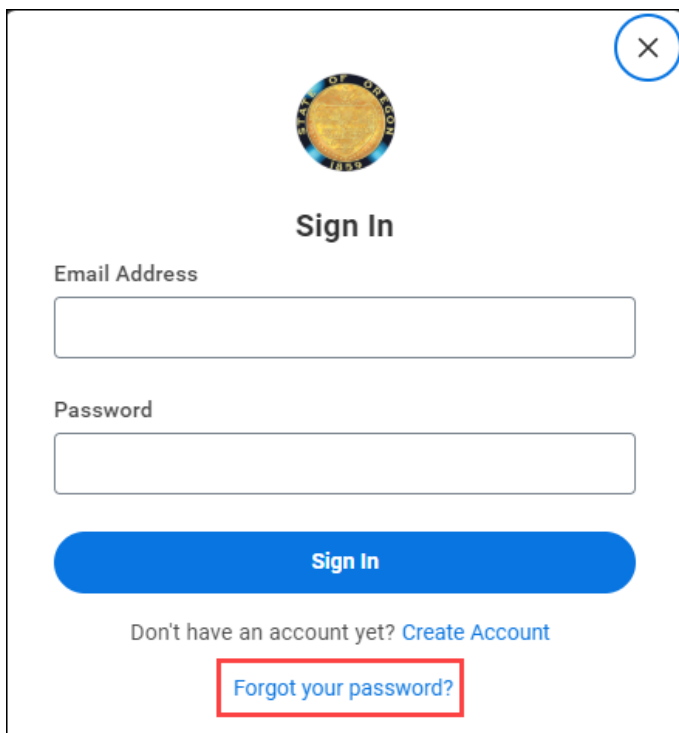 STATE OF OREGON
1859
Sign In
Email Address
Password
Sign In
Don't have an account yet? Create Account
Forgot your password?